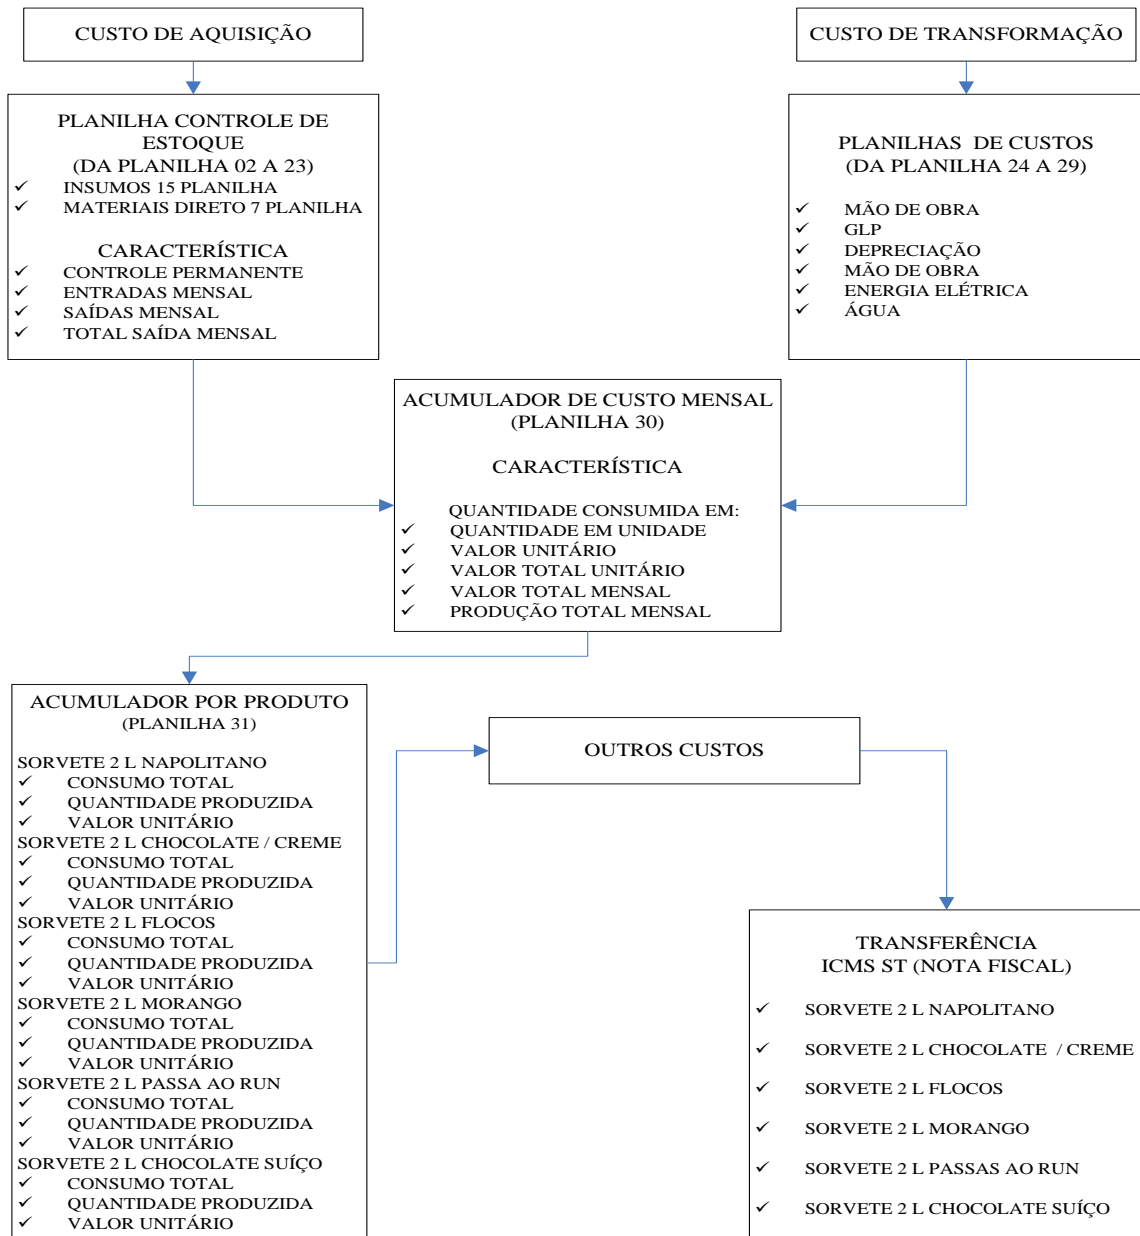 CUSTO DE AQUISIÇÃO
CUSTO DE TRANSFORMAÇÃO
PLANILHA CONTROLE DE
ESTOQUE
(DA PLANILHA 02 A 23)
✓ INSUMOS 15 PLANILHA
✓ MATERIAIS DIRETO 7 PLANILHA
CARACTERÍSTICA
✓ CONTROLE PERMANENTE
✓ ENTRADAS MENSAL
✓ SAÍDAS MENSAL
✓ TOTAL SAÍDA MENSAL
PLANILHAS DE CUSTOS
(DA PLANILHA 24 A 29)
✓ MÃO DE OBRA
✓ GLP
✓ DEPRECIAÇÃO
✓ MÃO DE OBRA
✓ ENERGIA ELÉTRICA
✓ ÁGUA
ACUMULADOR DE CUSTO MENSAL
(PLANILHA 30)
CARACTERÍSTICA
QUANTIDADE CONSUMIDA EM:
✓ QUANTIDADE EM UNIDADE
✓ VALOR UNITÁRIO
✓ VALOR TOTAL UNITÁRIO
✓ VALOR TOTAL MENSAL
✓ PRODUÇÃO TOTAL MENSAL
ACUMULADOR POR PRODUTO
(PLANILHA 31)
SORVETE 2 L NAPOLITANO
✓ CONSUMO TOTAL
✓ QUANTIDADE PRODUZIDA
✓ VALOR UNITÁRIO
SORVETE 2 L CHOCOLATE / CREME
✓ CONSUMO TOTAL
✓ QUANTIDADE PRODUZIDA
✓ VALOR UNITÁRIO
SORVETE 2 L FLOCOS
✓ CONSUMO TOTAL
✓ QUANTIDADE PRODUZIDA
✓ VALOR UNITÁRIO
SORVETE 2 L MORANGO
✓ CONSUMO TOTAL
✓ QUANTIDADE PRODUZIDA
✓ VALOR UNITÁRIO
SORVETE 2 L PASSA AO RUN
✓ CONSUMO TOTAL
✓ QUANTIDADE PRODUZIDA
✓ VALOR UNITÁRIO
SORVETE 2 L CHOCOLATE SUÍÇO
✓ CONSUMO TOTAL
✓ QUANTIDADE PRODUZIDA
✓ VALOR UNITÁRIO
OUTROS CUSTOS
TRANSFERÊNCIA
ICMS ST (NOTA FISCAL)
✓ SORVETE 2 L NAPOLITANO
✓ SORVETE 2 L CHOCOLATE / CREME
✓ SORVETE 2 L FLOCOS
✓ SORVETE 2 L MORANGO
✓ SORVETE 2 L PASSAS AO RUN
✓ SORVETE 2 L CHOCOLATE SUÍÇO